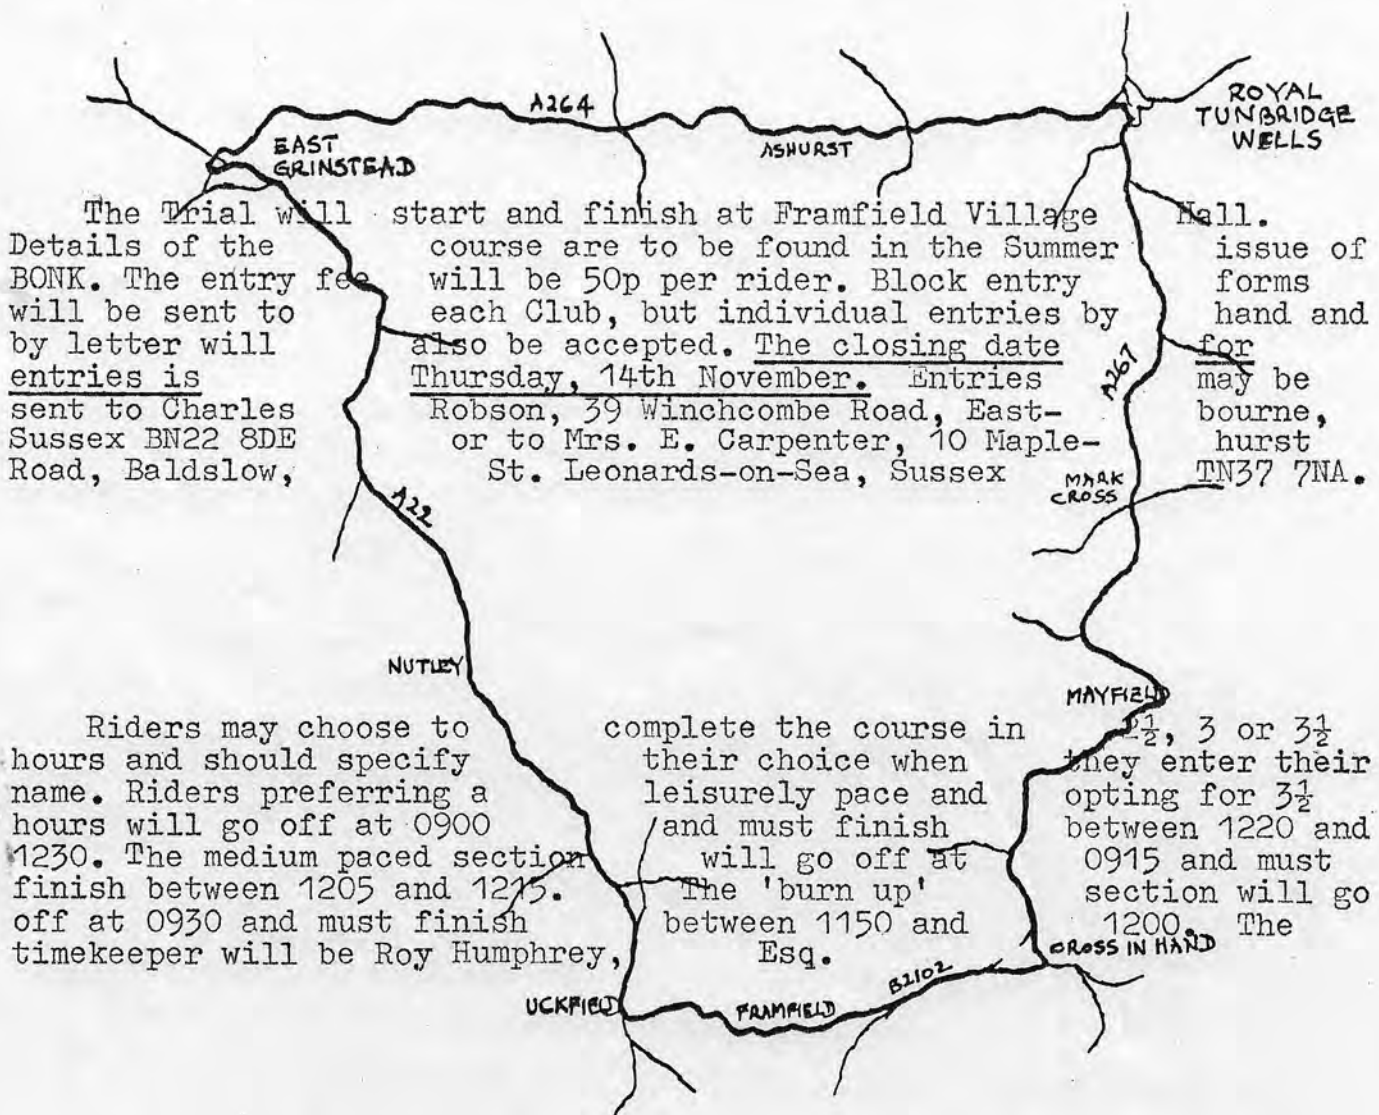 A264
ROYAL
TUNBRIDGE
WELLS
EAST
GRINSTEAD
ASHURST
The Trial will start and finish at Framfield Village Hall.
Details of the course are to be found in the Summer issue of
BONK. The entry fee will be 50p per rider. Block entry forms
will be sent to each Club, but individual entries by hand and
by letter will also be accepted. The closing date for
entries is Thursday, 14th November. Entries may be
A267
sent to Charles Robson, 39 Winchcombe Road, East- bourne,
Sussex BN22 8DE or to Mrs. E. Carpenter, 10 Maple- hurst
Road, Baldslow, St. Leonards-on-Sea, Sussex TN37 7NA.
MARK
CROSS
A22
NUTLEY
MAYFIELD
Riders may choose to complete the course in 2½, 3 or 3½
hours and should specify their choice when they enter their
name. Riders preferring a leisurely pace and opting for 3½
hours will go off at 0900 and must finish between 1220 and
1230. The medium paced section will go off at 0915 and must
finish between 1205 and 1215. The 'burn up' section will go
off at 0930 and must finish between 1150 and 1200. The
timekeeper will be Roy Humphrey, Esq.
CROSS IN HAND
B2102
UCKFIELD
FRAMFIELD